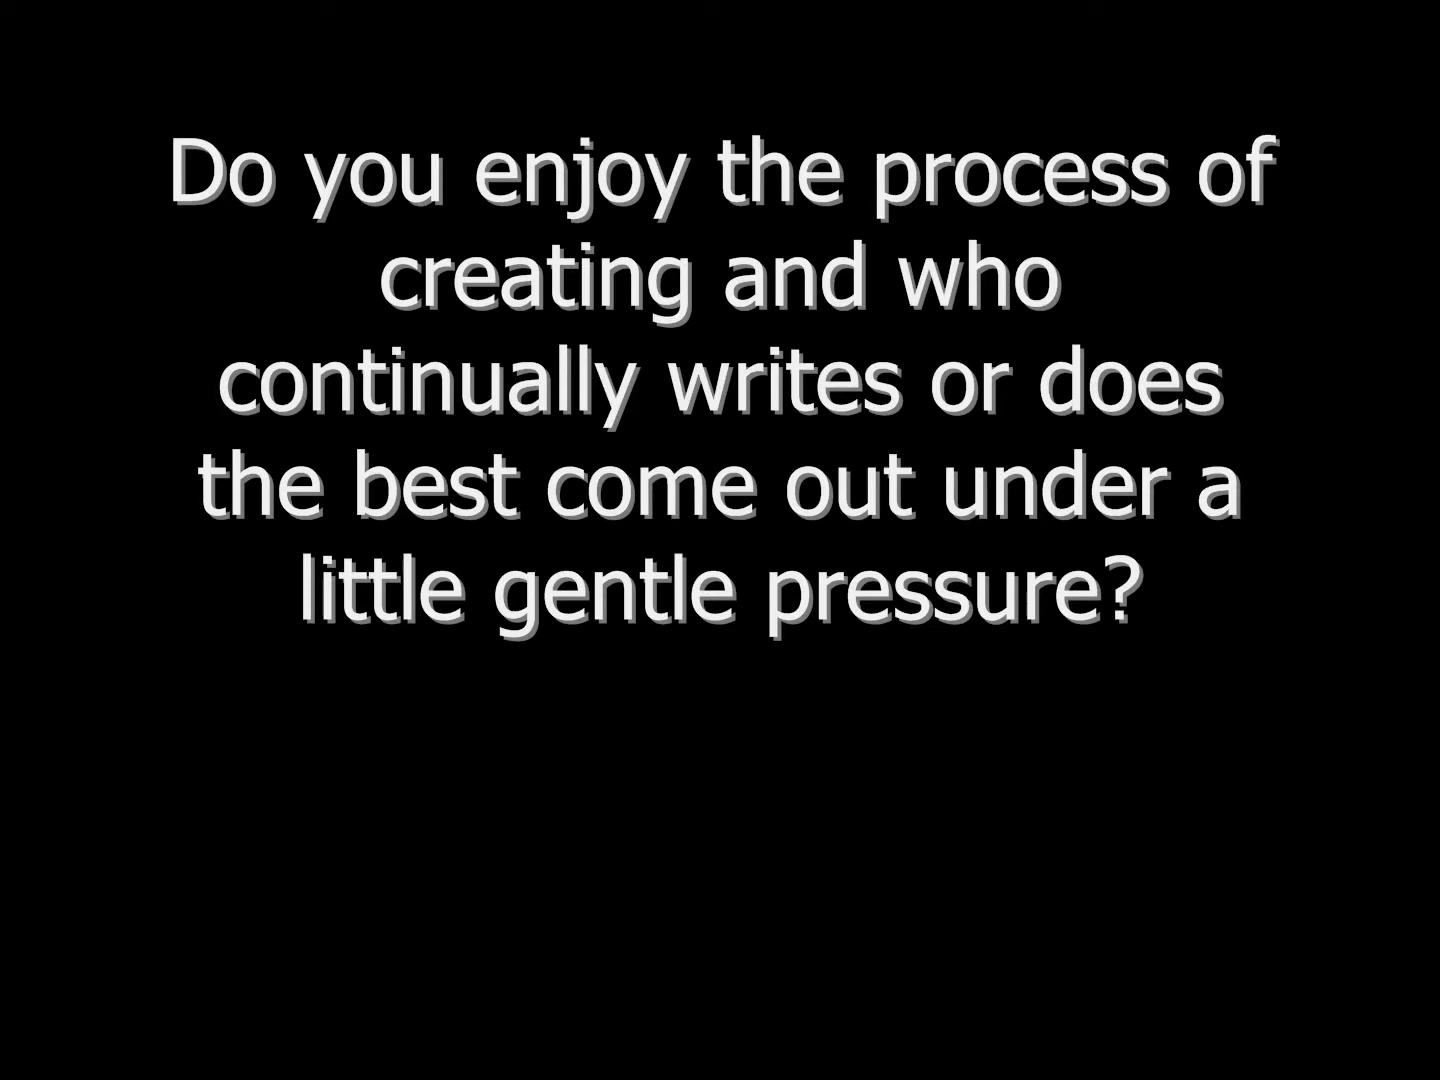 Do you enjoy the process of
creating and who
continually writes or does
the best come out under a
little gentle pressure?